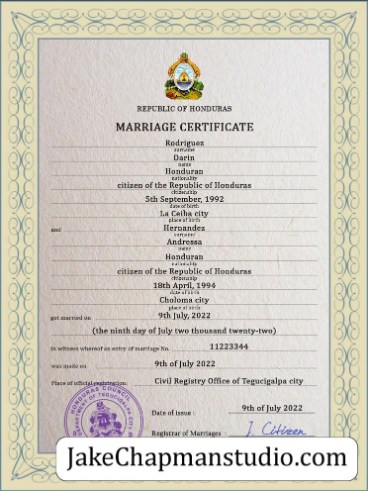 REPUBLIC OF HONDURAS
MARRIAGE CERTIFICATE
Rodriguez
surname
Darin
name
Honduran
nationality
citizen of the Republic of Honduras
citizenship
5th September, 1992
date of birth
La Ceiba city
place of birth
and Hernandez
surname
Andressa
name
Honduran
nationality
citizen of the Republic of Honduras
citizenship
18th April, 1994
date of birth
Choloma city
place of birth
got married on 9th July, 2022
(the ninth day of July two thousand twenty-two)
in witness whereof an entry of marriage No. 11223344
was made on 9th of July 2022
Place of official registration: Civil Registry Office of Tegucigalpa city
HONDURAS COUNCIL
DEPARTMENT OF TEGUCIGALPA CITY
Date of issue : 9th of July 2022
Registrar of Marriages : J. Citizen
JakeChapmanstudio.com